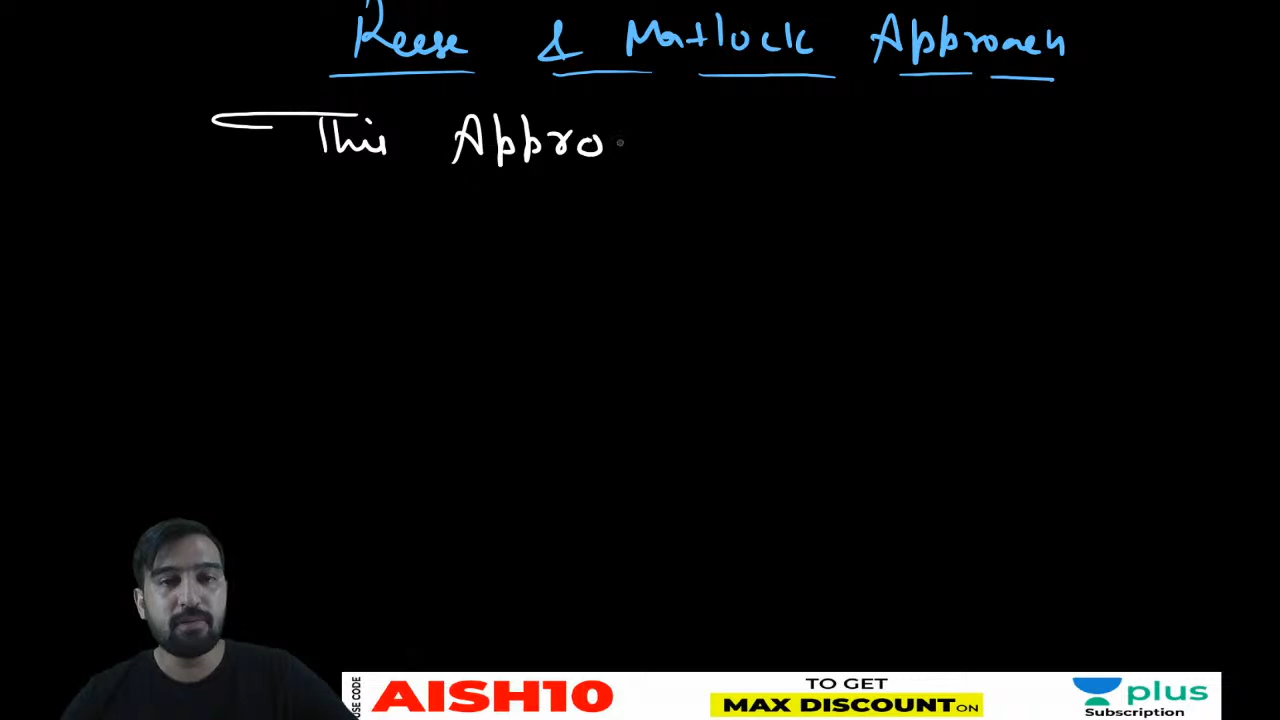 Reese & Matlock Approach
This Appro
USE CODE
AISH10
TO GET
MAX DISCOUNT ON
plus
Subscription